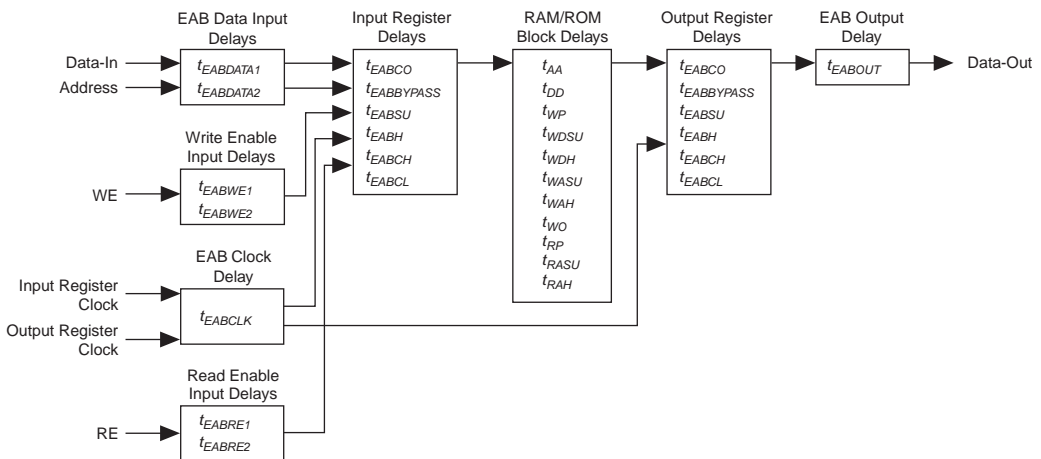 EAB Data Input
Delays
Input Register
Delays
RAM/ROM
Block Delays
Output Register
Delays
EAB Output
Delay
Data-In
Address
tEABDATA1
tEABDATA2
tEABCO
tEABBYPASS
tEABSU
tEABH
tEABCH
tEABCL
tAA
tDD
tWP
tWDSU
tWDH
tWASU
tWAH
tWO
tRP
tRASU
tRAH
tEABCO
tEABBYPASS
tEABSU
tEABH
tEABCH
tEABCL
tEABOUT
Data-Out
Write Enable
Input Delays
WE
tEABWE1
tEABWE2
EAB Clock
Delay
Input Register
Clock
Output Register
Clock
tEABCLK
Read Enable
Input Delays
RE
tEABRE1
tEABRE2